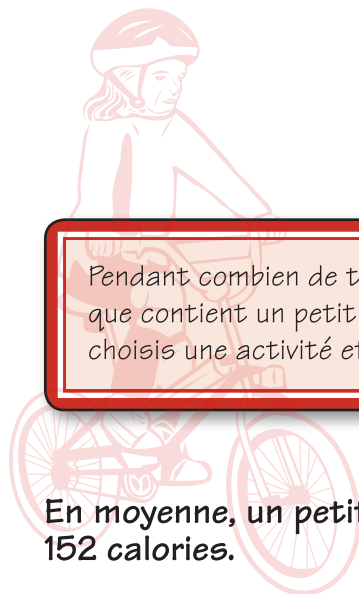 Pendant combien de
que contient un petit
choisis une activité et
En moyenne, un petit
152 calories.